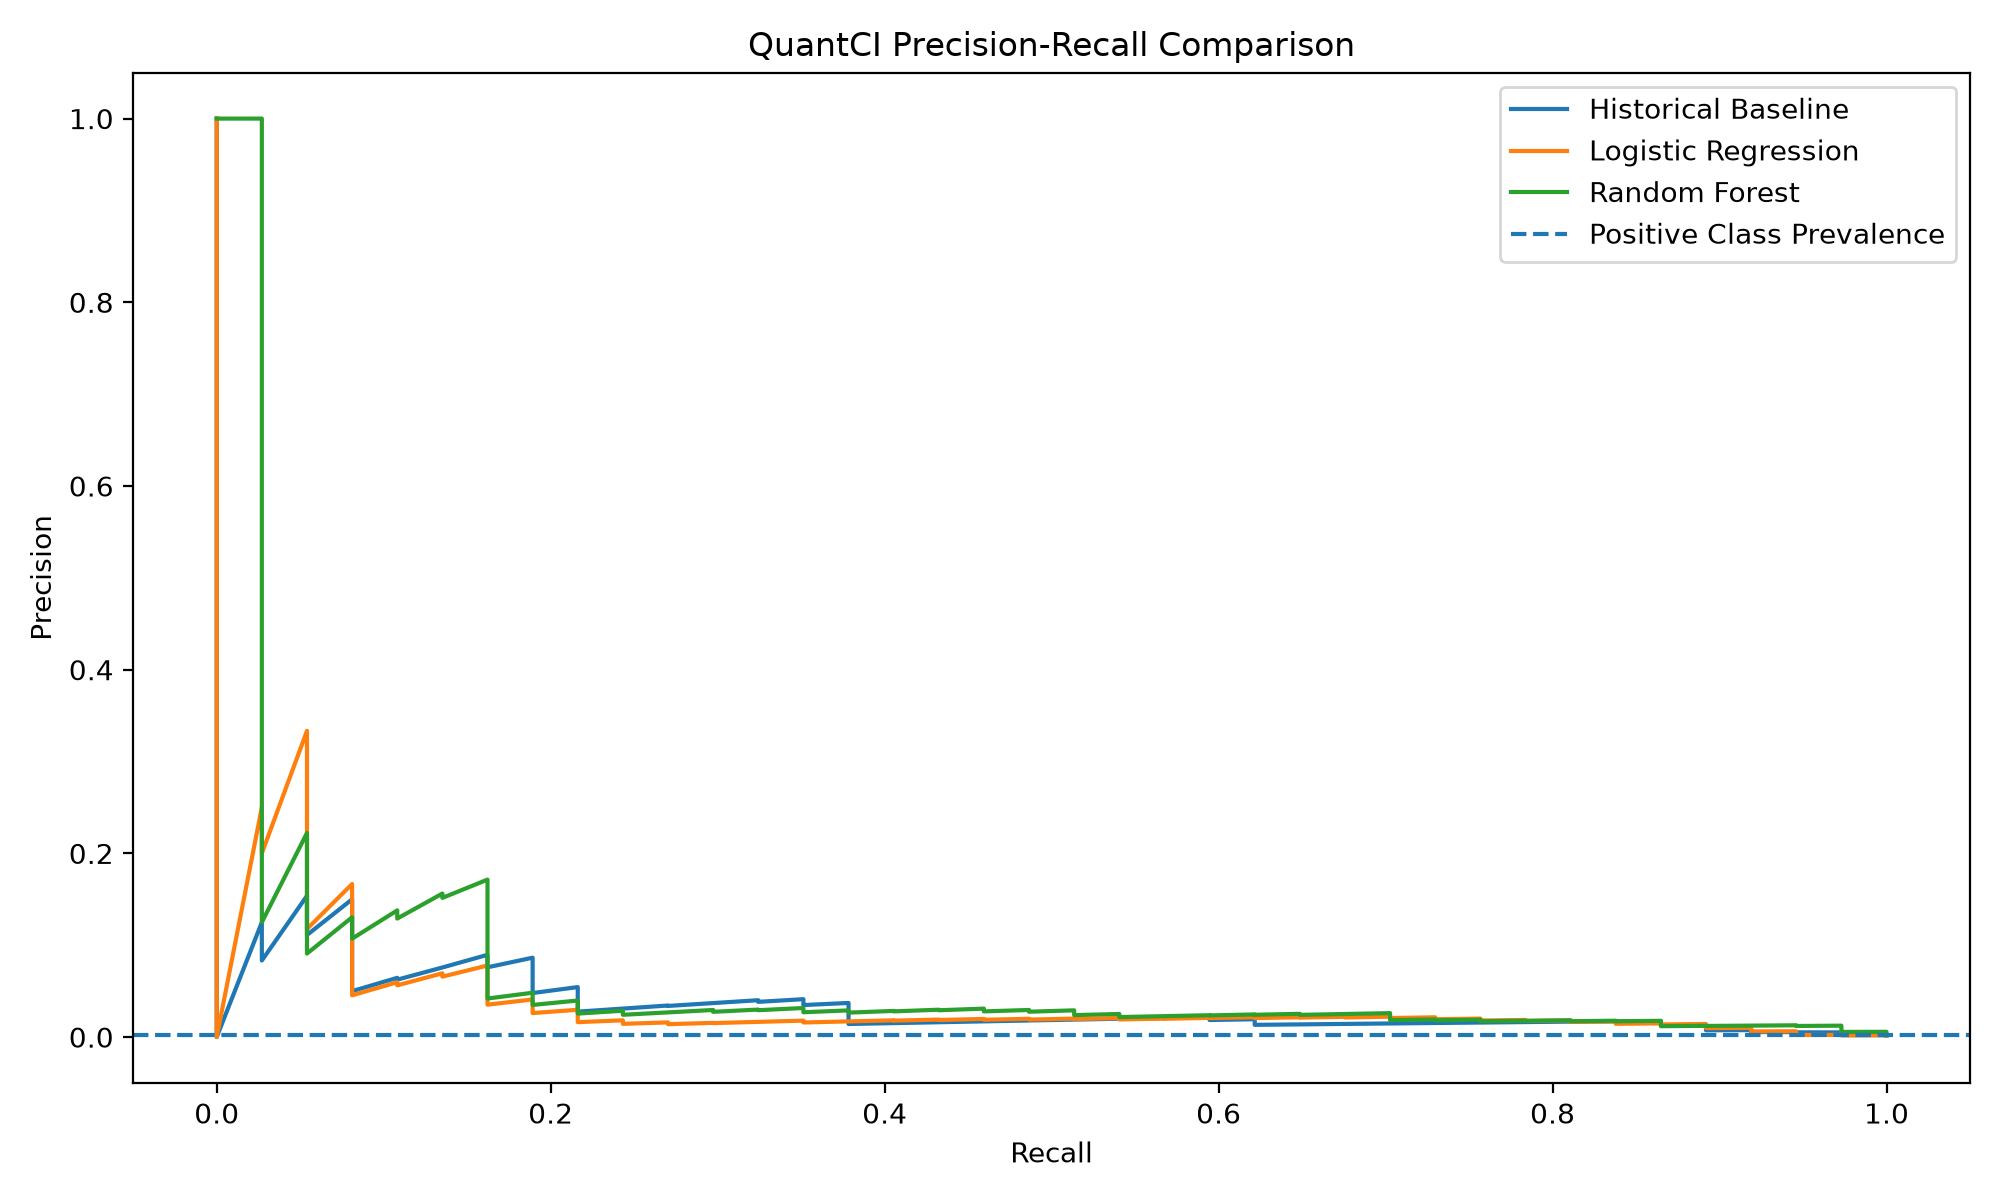 QuantCI Precision-Recall Comparison
Historical Baseline
Logistic Regression
Random Forest
Positive Class Prevalence
Precision
1.0
0.8
0.6
0.4
0.2
0.0
0.0 0.2 0.4 0.6 0.8 1.0
Recall